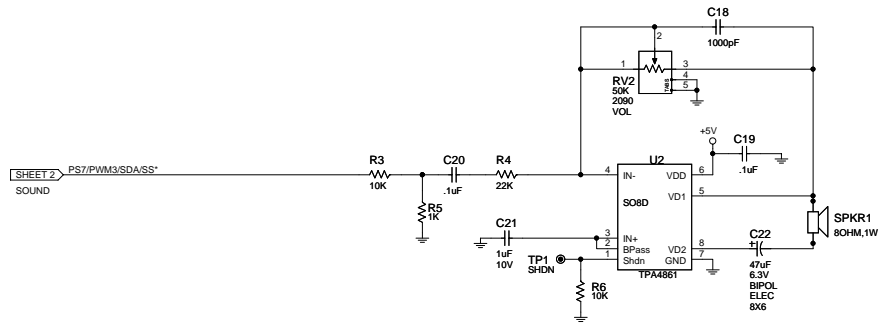 C18
1000pF
2
1
3
4
5
TABS
RV2
50K
2090
VOL
+5V
C19
.1uF
U2
SHEET 2
PS7/PWM3/SDA/SS*
SOUND
R3
10K
C20
.1uF
R4
22K
4
IN-
VDD
6
R5
1K
SO8D
VD1
5
SPKR1
8OHM,1W
C21
1uF
10V
3
IN+
2
BPass
1
Shdn
VD2
8
GND
7
TPA4861
TP1
SHDN
R6
10K
C22
+
47uF
6.3V
BIPOL
ELEC
8X6